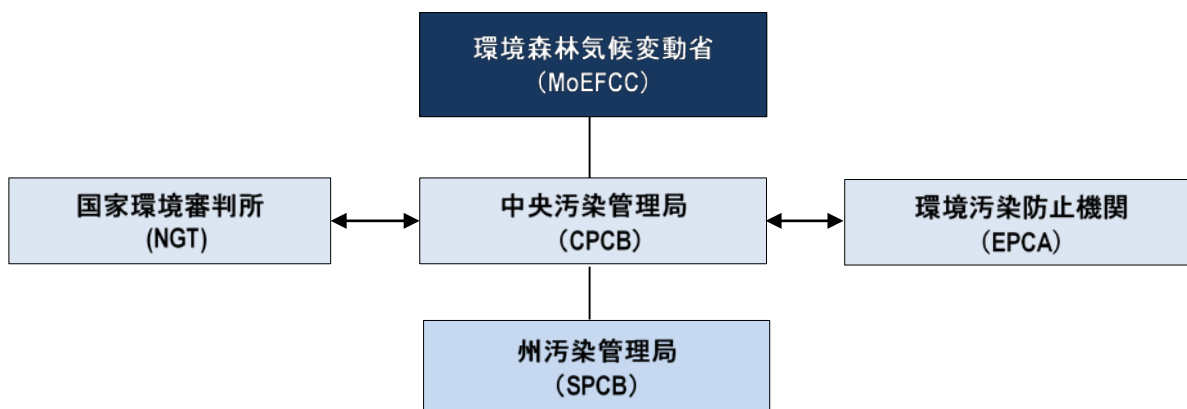 環境森林気候変動省
（MoEFCC）
国家環境審判所
(NGT)
中央汚染管理局
（CPCB）
環境汚染防止機関
（EPCA）
州汚染管理局
（SPCB）